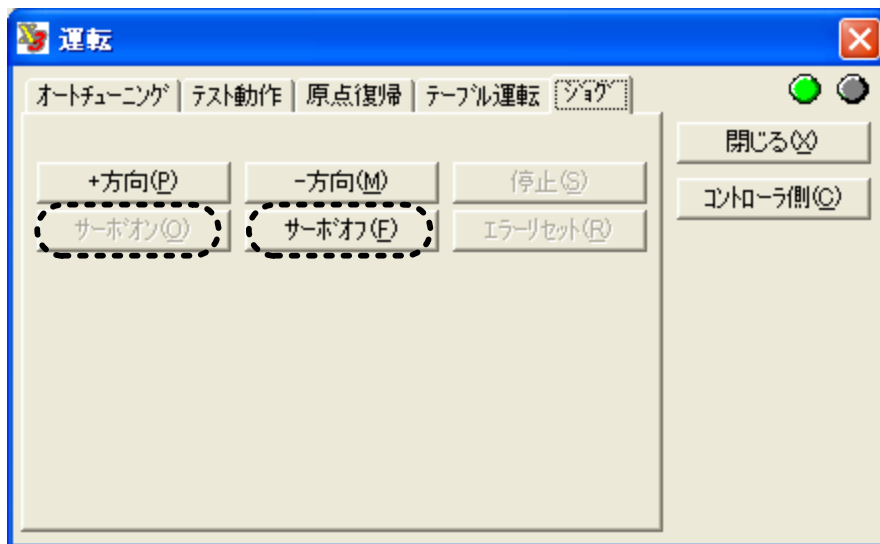 運転
オートチューニング テスト動作 原点復帰 テーブル運転 ジョグ
閉じる(X)
+方向(P) -方向(M) 停止(S)
コントローラ側(C)
サーボオン(O) サーボオフ(F) エラーリセット(R)